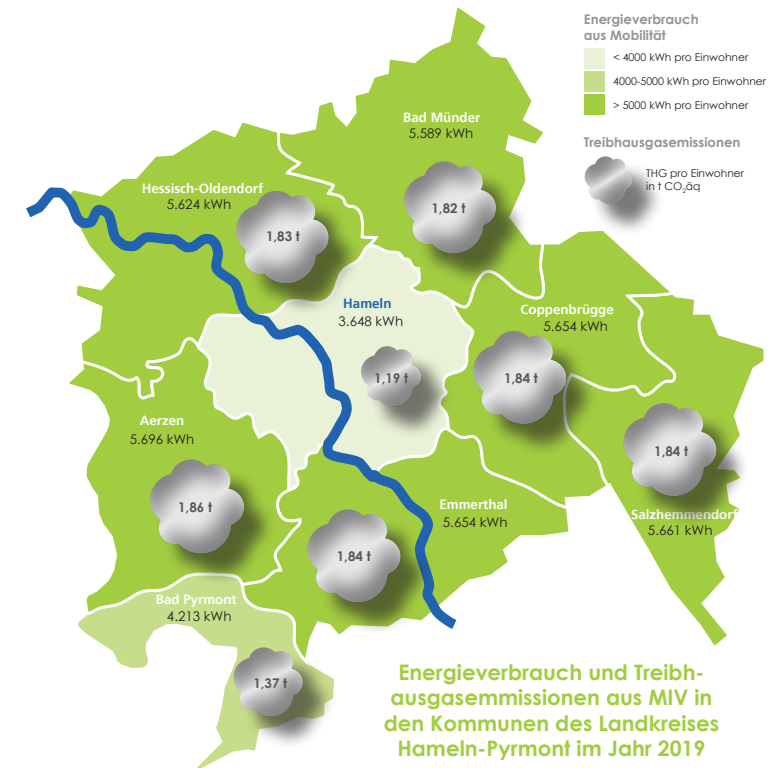 Energieverbrauch
aus Mobilität
< 4000 kWh pro Einwohner
4000-5000 kWh pro Einwohner
> 5000 kWh pro Einwohner
Treibhausgasemissionen
THG pro Einwohner
in t CO₂äq
Bad Münder
5.589 kWh
1,82 t
Hessisch-Oldendorf
5.624 kWh
1,83 t
Hameln
3.648 kWh
1,19 t
Coppenbrügge
5.654 kWh
1,84 t
Aerzen
5.696 kWh
1,86 t
Emmerthal
5.654 kWh
1,84 t
Salzhemmendorf
5.661 kWh
1,84 t
Bad Pyrmont
4.213 kWh
1,37 t
Energieverbrauch und Treibh-
ausgasemmissionen aus MIV in
den Kommunen des Landkreises
Hameln-Pyrmont im Jahr 2019